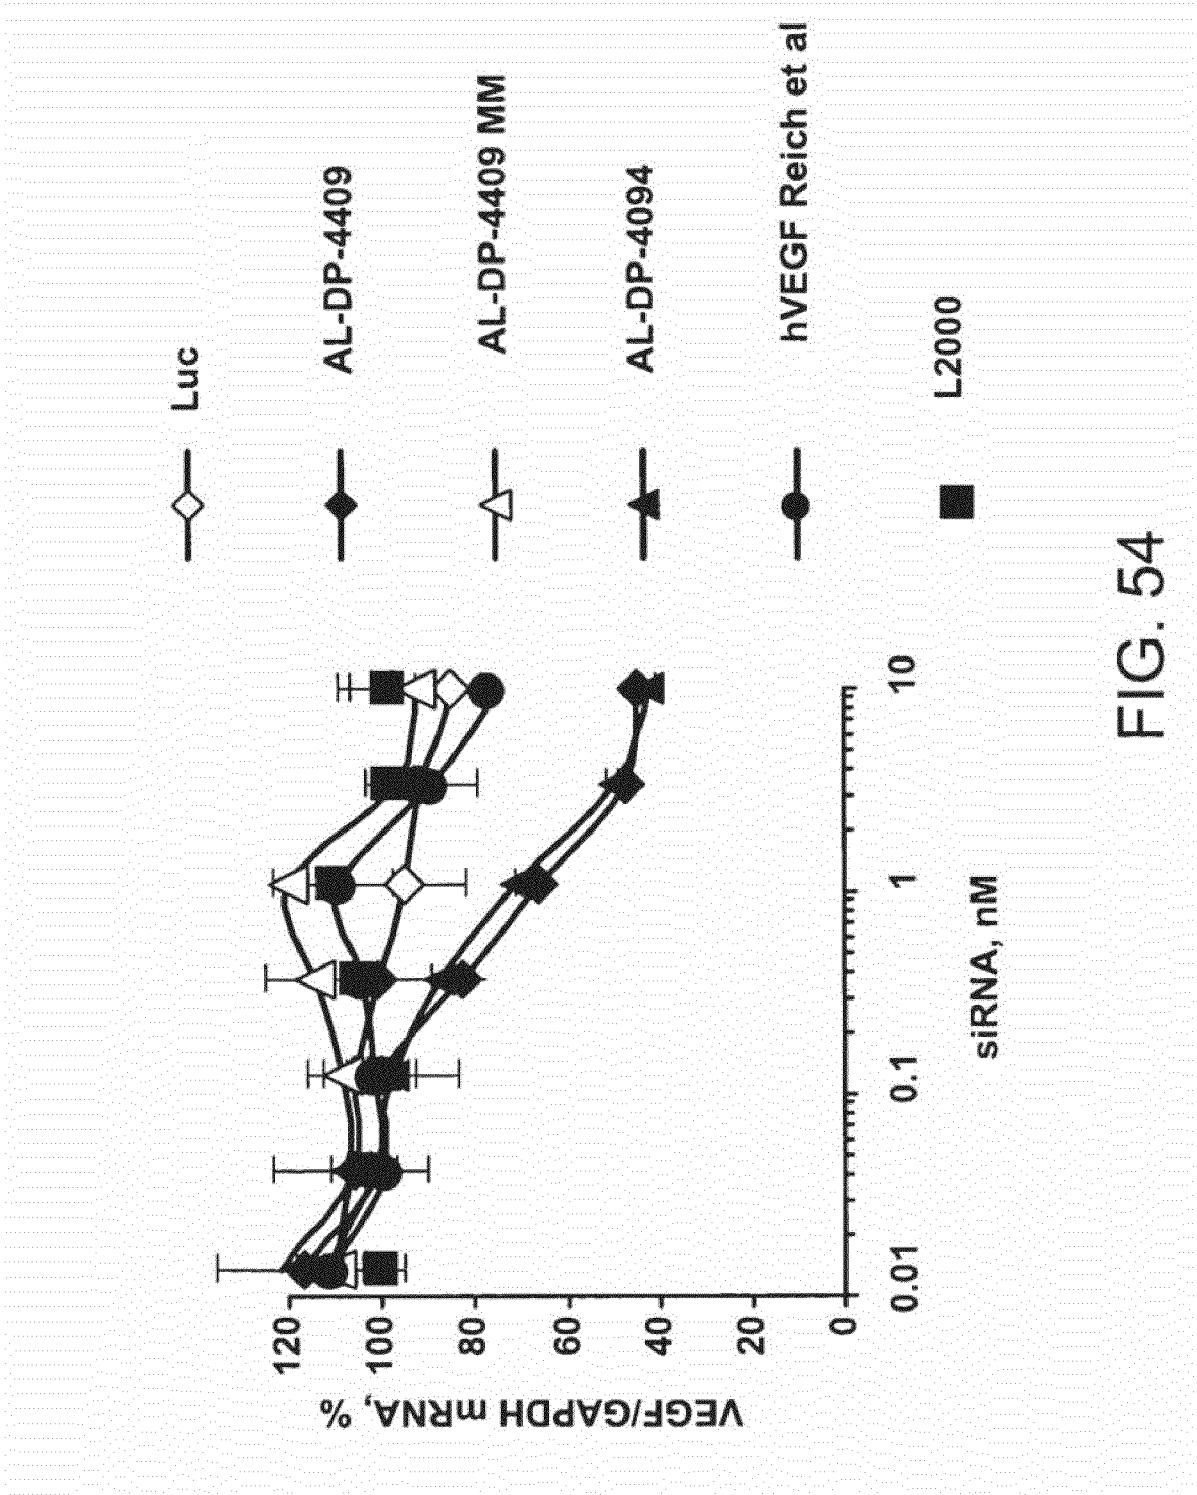 VEGF/GAPDH mRNA, %
120
100
80
60
40
20
0
0.01
0.1
1
10
siRNA, nM
Luc
AL-DP-4409
AL-DP-4409 MM
AL-DP-4094
hVEGF Reich et al
L2000
FIG. 54